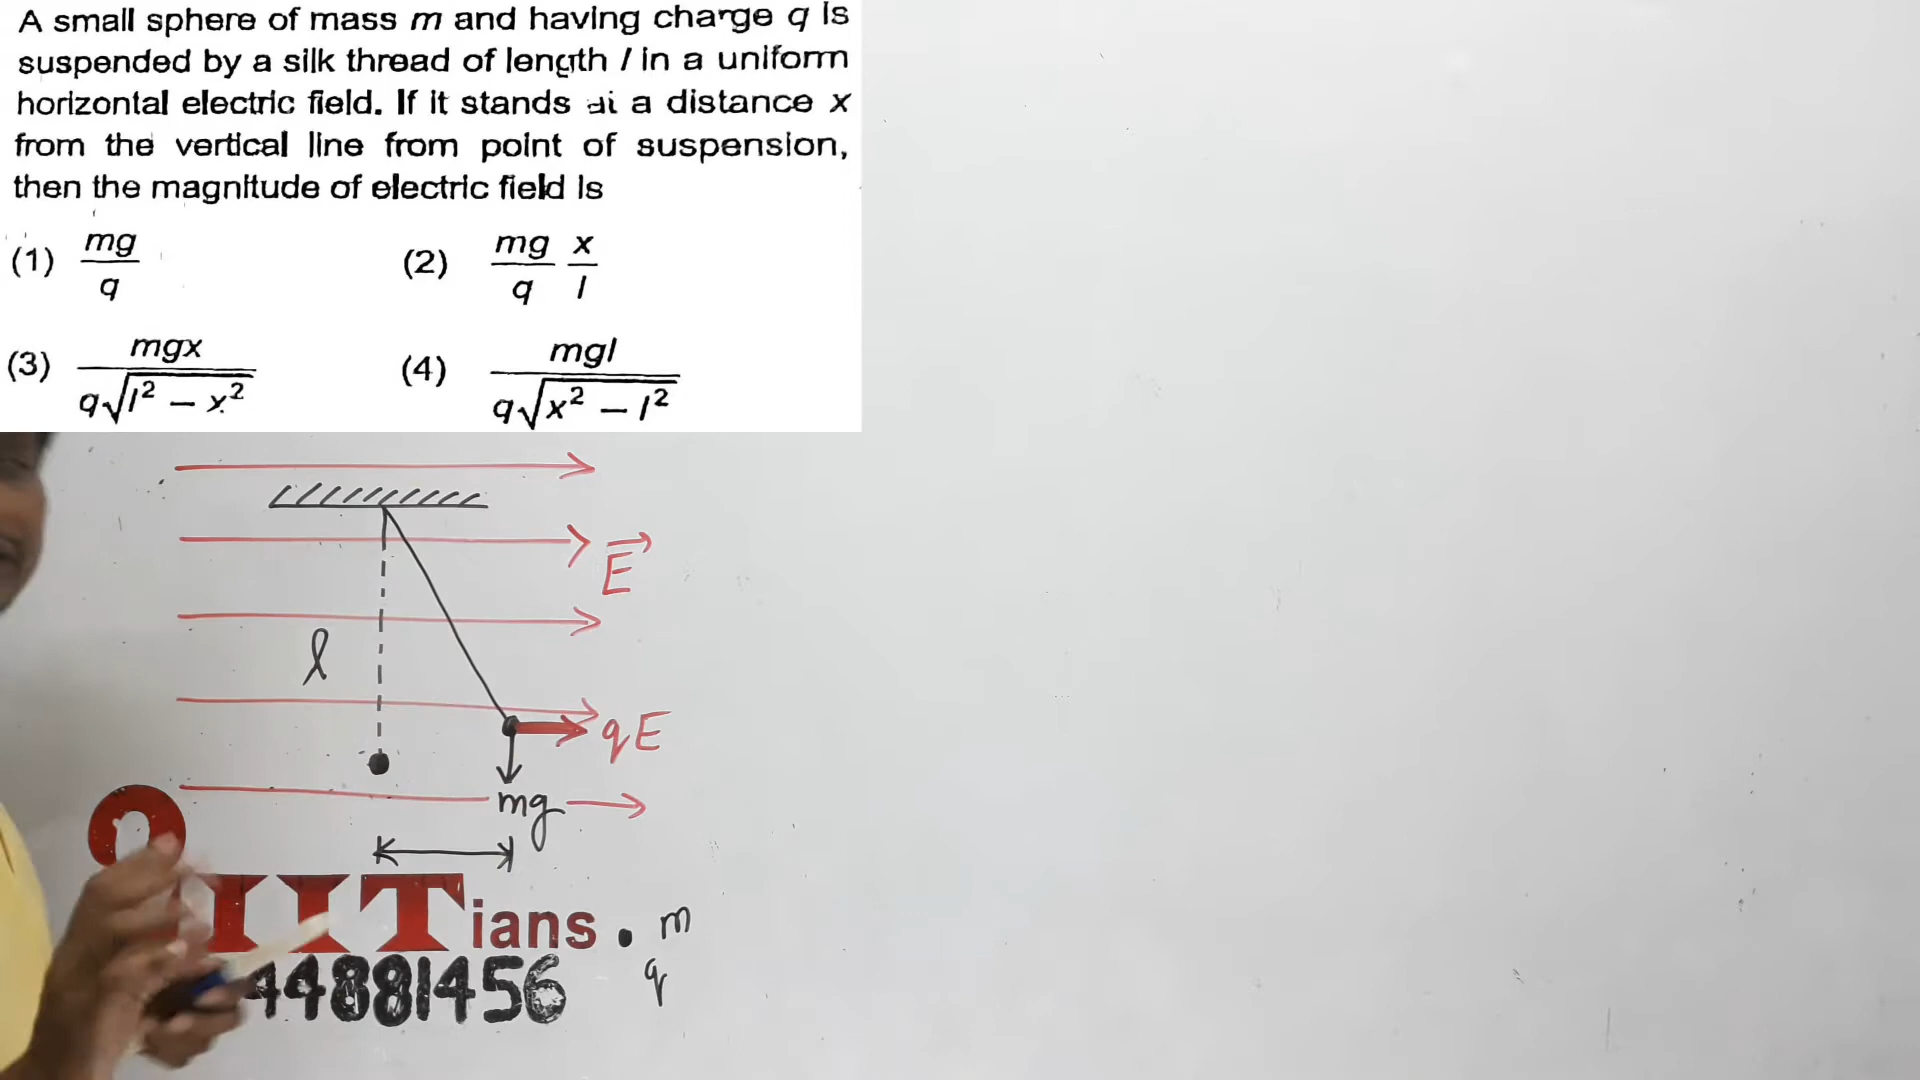 A small sphere of mass m and having charge q is
suspended by a silk thread of length l in a uniform
horizontal electric field. If it stands at a distance x
from the vertical line from point of suspension,
then the magnitude of electric field is
(1) mg/q (2) mg/q x/l
(3) mgx/q√(l² – x²) (4) mgl/q√(x² – l²)
E
l
qE
mg
IITians.
m
44881456
q